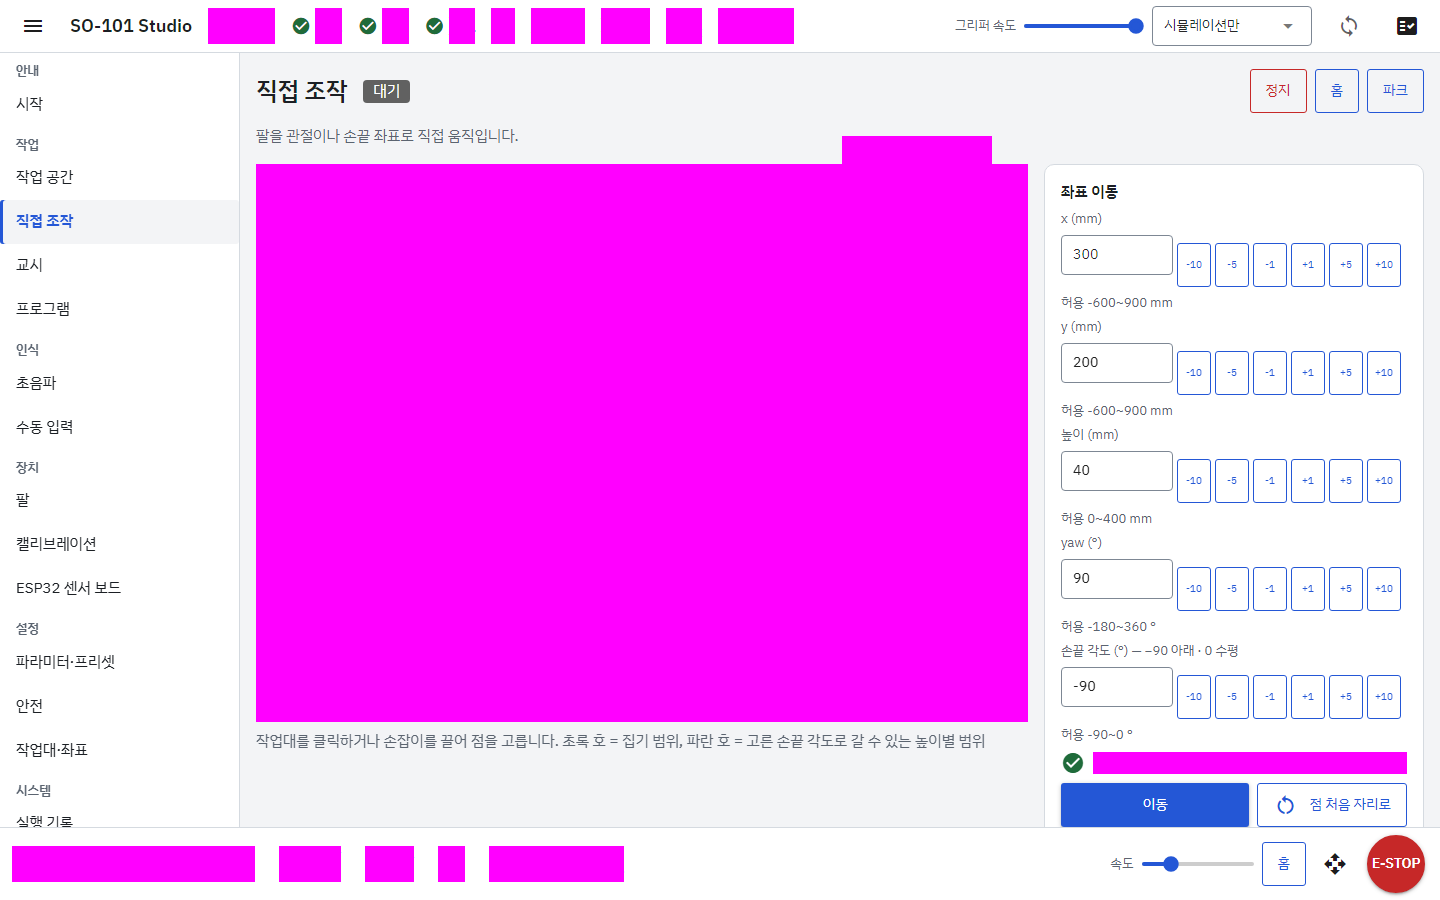 SO-101 Studio
그리퍼 속도
시뮬레이션만
안내
시작
작업
작업 공간
직접 조작
교시
프로그램
인식
초음파
수동 입력
장치
팔
캘리브레이션
ESP32 센서 보드
설정
파라미터·프리셋
안전
작업대·좌표
시스템
실행 기록
직접 조작
대기
정지
홈
파크
팔을 관절이나 손끝 좌표로 직접 움직입니다.
작업대를 클릭하거나 손잡이를 끌어 점을 고릅니다. 초록 호 = 집기 범위, 파란 호 = 고른 손끝 각도로 갈 수 있는 높이별 범위
좌표 이동
x (mm)
300 -10 -5 -1 +1 +5 +10
허용 -600~900 mm
y (mm)
200 -10 -5 -1 +1 +5 +10
허용 -600~900 mm
높이 (mm)
40 -10 -5 -1 +1 +5 +10
허용 0~400 mm
yaw (°)
90 -10 -5 -1 +1 +5 +10
허용 -180~360 °
손끝 각도 (°) — −90 아래 · 0 수평
-90 -10 -5 -1 +1 +5 +10
허용 -90~0 °
이동
점 처음 자리로
속도
홈
E-STOP